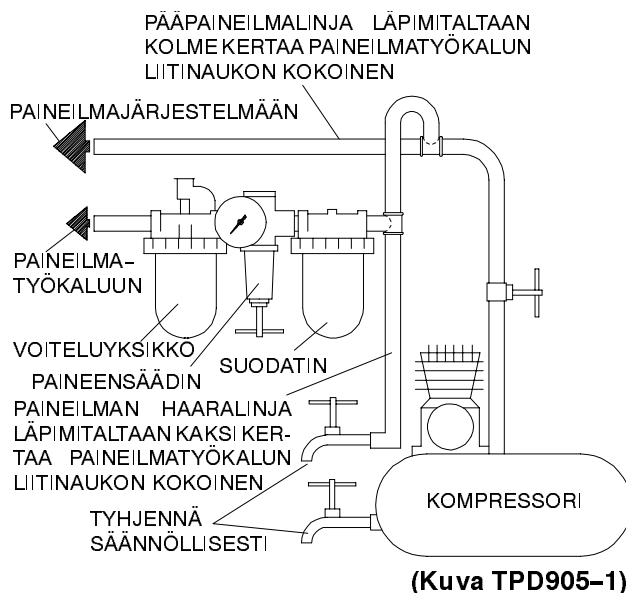 PÄÄPAINEILMALINJA LÄPIMITALTAAN
KOLME KERTAA PAINEILMATYÖKALUN
LIITINAUKON KOKOINEN
PAINEILMAJÄRJESTELMÄÄN
PAINEILMA–
TYÖKALUUN
VOITELUYKSIKKÖ
SUODATIN
PAINEENSÄÄDIN
PAINEILMAN HAARALINJA
LÄPIMITALTAAN KAKSI KER-
TAA PAINEILMATYÖKALUN
LIITINAUKON KOKOINEN
KOMPRESSORI
TYHJENNÄ
SÄÄNNÖLLISESTI
(Kuva TPD905–1)